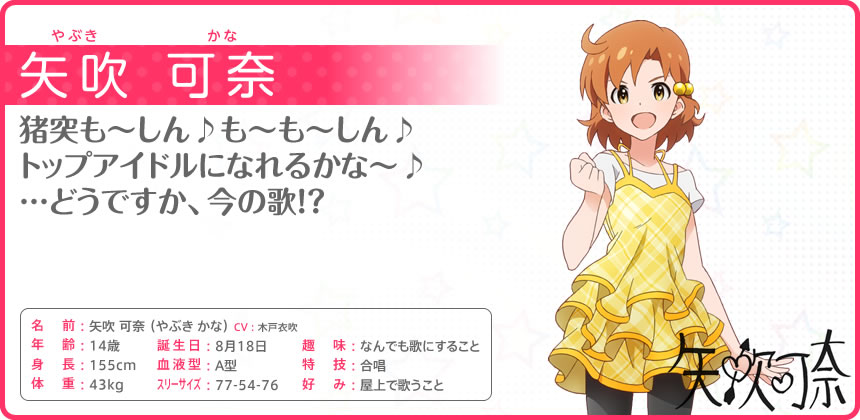 やぶき かな
矢吹 可奈
猪突も～しん♪も～も～しん♪
トップアイドルになれるかな～♪
…どうですか、今の歌!?
名 前：矢吹 可奈 (やぶき かな) CV：木戸衣吹
年 齢：14歳 誕生日：8月18日 趣 味：なんでも歌にすること
身 長：155cm 血液型：A型 特 技：合唱
体 重：43kg スリーサイズ：77-54-76 好 み：屋上で歌うこと
矢吹可奈